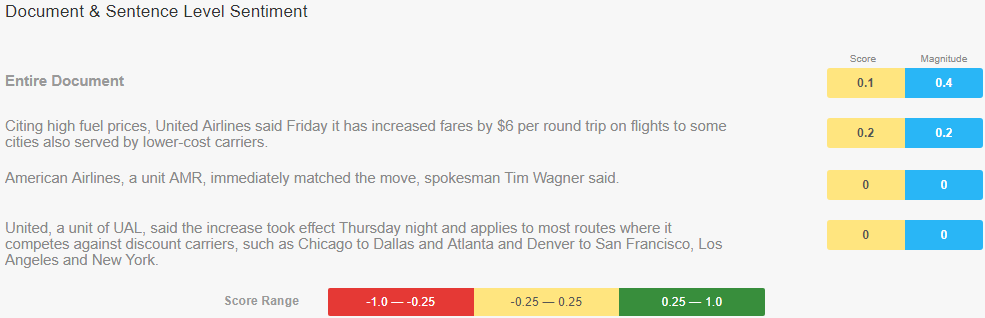 Document & Sentence Level Sentiment
Score Magnitude
Entire Document 0.1 0.4
Citing high fuel prices, United Airlines said Friday it has increased fares by $6 per round trip on flights to some
cities also served by lower-cost carriers.
0.2 0.2
American Airlines, a unit AMR, immediately matched the move, spokesman Tim Wagner said. 0 0
United, a unit of UAL, said the increase took effect Thursday night and applies to most routes where it
competes against discount carriers, such as Chicago to Dallas and Atlanta and Denver to San Francisco, Los
Angeles and New York.
0 0
Score Range -1.0 — -0.25 -0.25 — 0.25 0.25 — 1.0